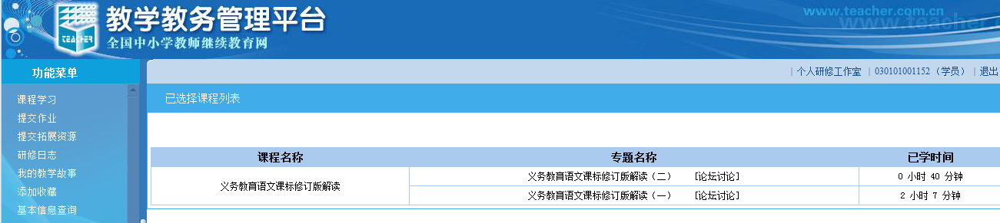 TEACHER
教学教务管理平台
全国中小学教师继续教育网
www.teacher.com.cn
www.teacher.
功能菜单
课程学习
提交作业
提交拓展资源
研修日志
我的教学故事
添加收藏
基本信息查询
| 个人研修工作室 | 030101001152 (学员) | 退出
已选择课程列表
课程名称 专题名称 已学时间
义务教育语文课标修订版解读
义务教育语文课标修订版解读（二） [论坛讨论] 0 小时 40 分钟
义务教育语文课标修订版解读（一） [论坛讨论] 2 小时 7 分钟